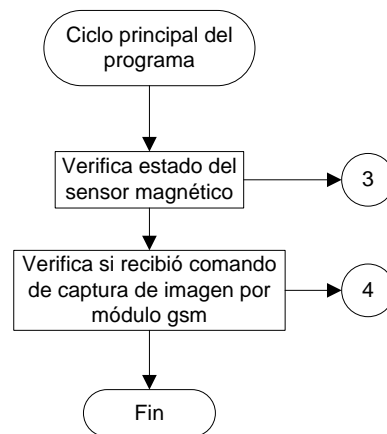 Ciclo principal del
programa
Verifica estado del
sensor magnético
3
Verifica si recibió comando
de captura de imagen por
módulo gsm
4
Fin